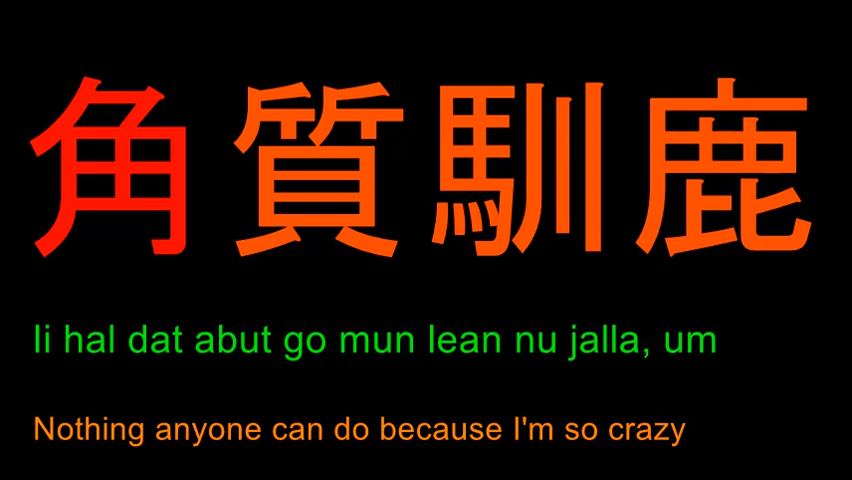 角質馴鹿
Ii hal dat abut go mun lean nu jalla, um
Nothing anyone can do because I'm so crazy